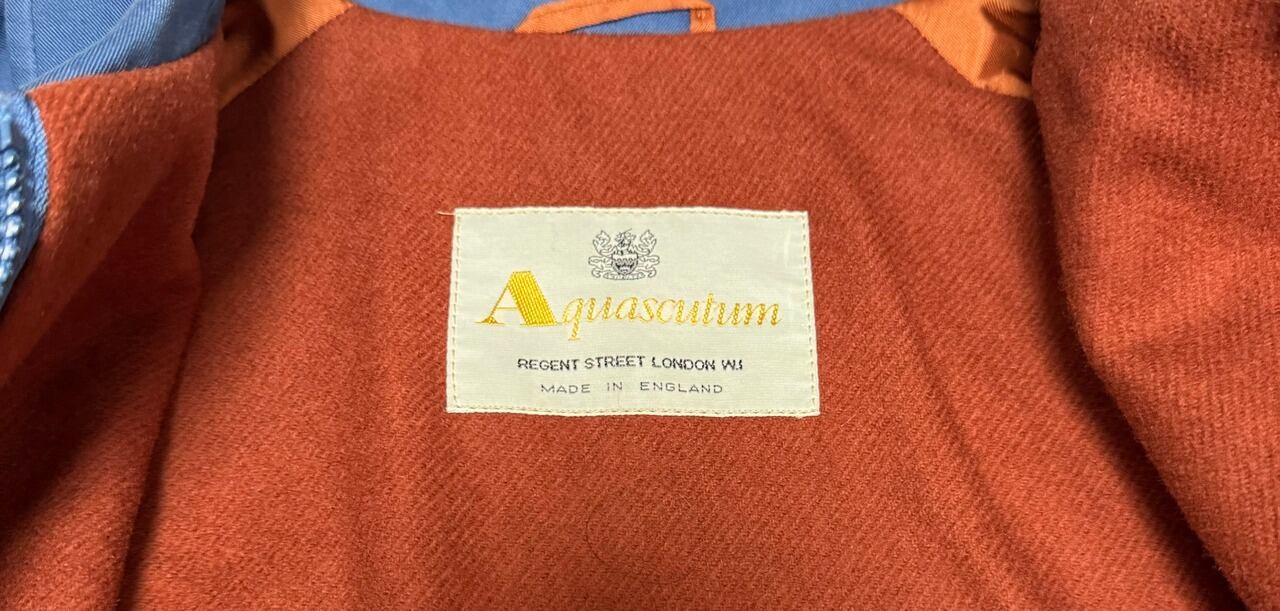 Aquascutum
REGENT STREET LONDON W.1
MADE IN ENGLAND